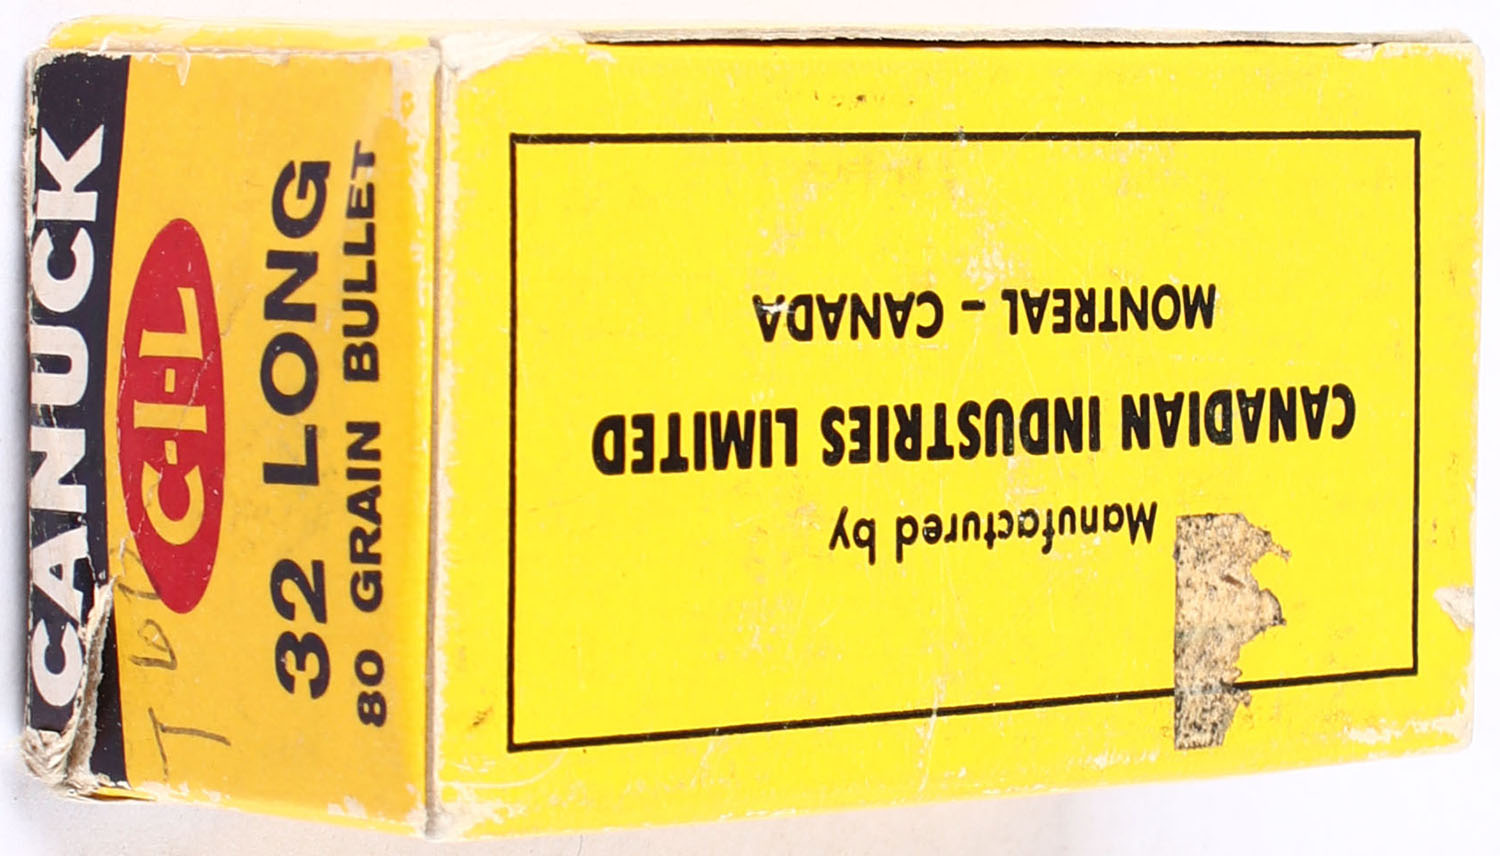 CANUCK
C-I-L
32 LONG
80 GRAIN BULLET
Manufactured by
CANADIAN INDUSTRIES LIMITED
MONTREAL - CANADA